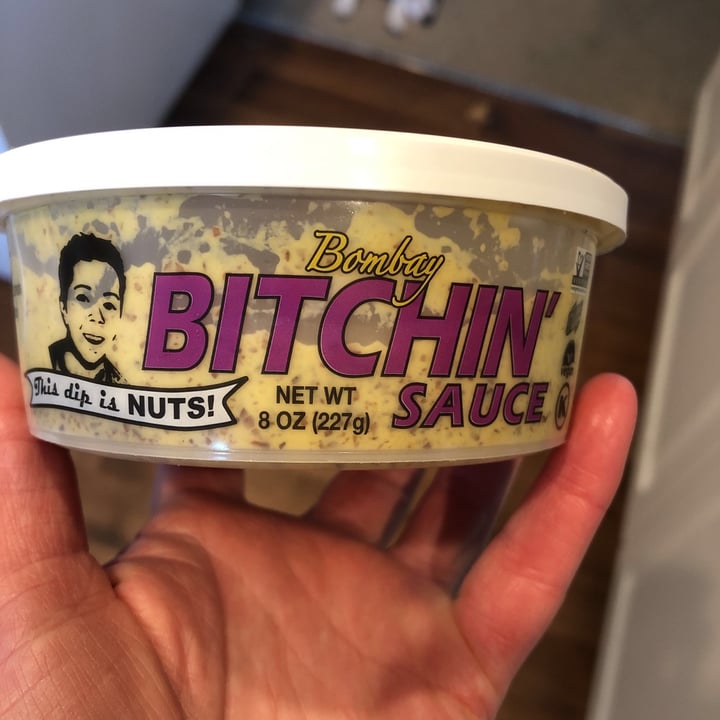 Bombay
BITCHIN'
SAUCE
This dip is NUTS!
NET WT
8 OZ (227g)
K